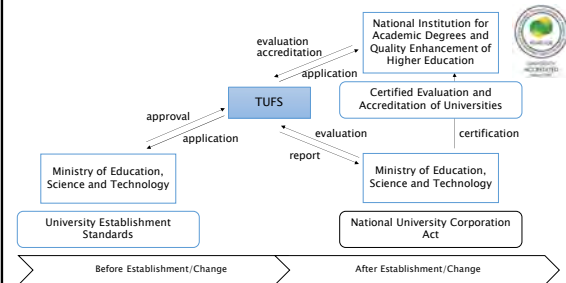 National Institution for
Academic Degrees and
Quality Enhancement of
Higher Education
evaluation
accreditation
application
TUFS
Certified Evaluation and
Accreditation of Universities
approval
application
evaluation
certification
report
Ministry of Education,
Science and Technology
Ministry of Education,
Science and Technology
University Establishment
Standards
National University Corporation
Act
Before Establishment/Change
After Establishment/Change